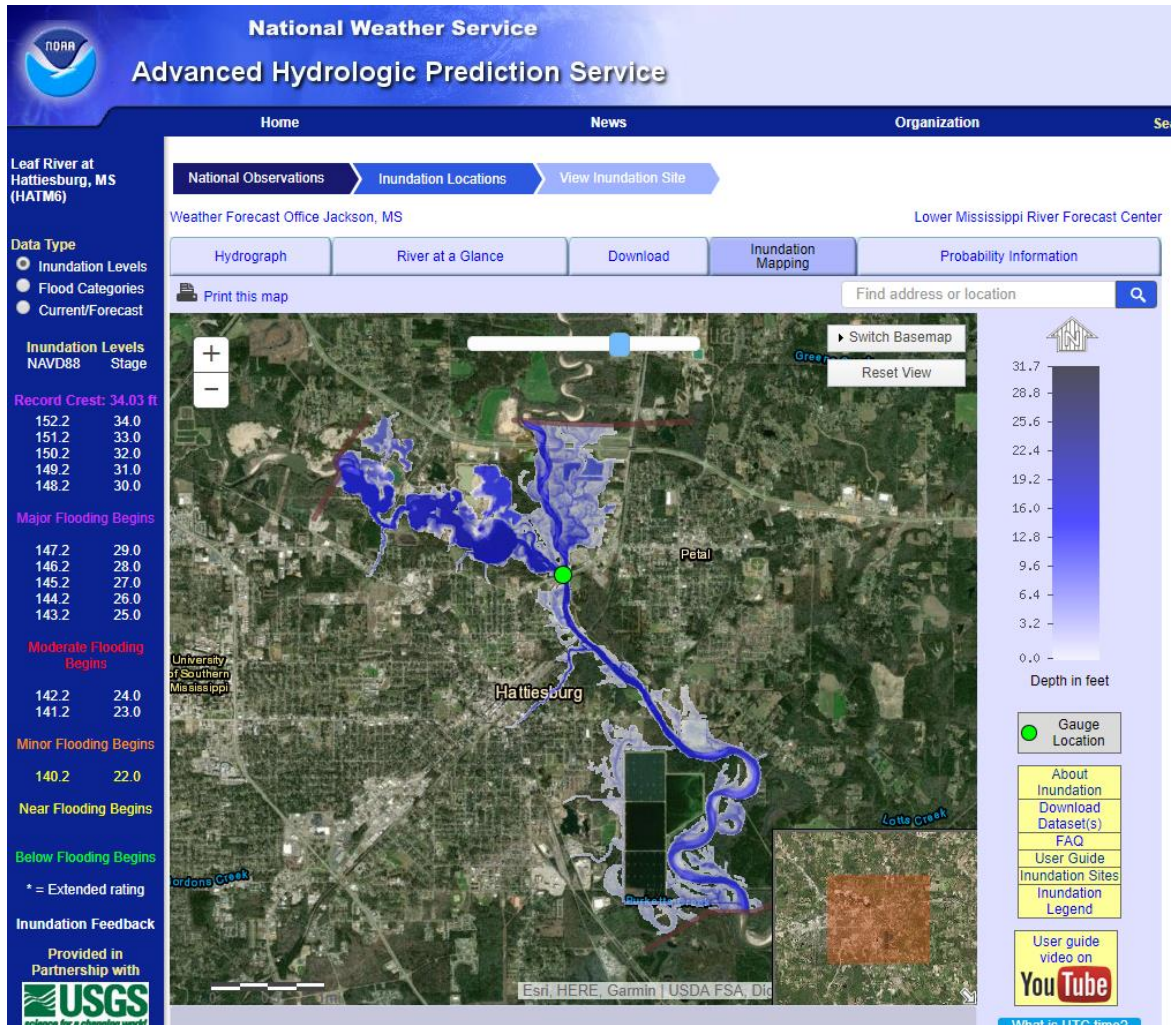 NOAA
National Weather Service
Advanced Hydrologic Prediction Service
Home News Organization
Leaf River at
Hattiesburg, MS
(HATM6)
Data Type
Inundation Levels
Flood Categories
Current/Forecast
Inundation Levels
NAVD88 Stage
Record Crest: 34.03 ft
152.2 34.0
151.2 33.0
150.2 32.0
149.2 31.0
148.2 30.0
Major Flooding Begins
147.2 29.0
146.2 28.0
145.2 27.0
144.2 26.0
143.2 25.0
Moderate Flooding
Begins
142.2 24.0
141.2 23.0
Minor Flooding Begins
140.2 22.0
Near Flooding Begins
Below Flooding Begins
* = Extended rating
Inundation Feedback
Provided in
Partnership with
USGS
science for a changing world
National Observations Inundation Locations View Inundation Site
Weather Forecast Office Jackson, MS Lower Mississippi River Forecast Center
Hydrograph River at a Glance Download Inundation Mapping Probability Information
Print this map Find address or location
+
−
Switch Basemap
Reset View
Petal
University
of Southern
Mississippi
Hattiesburg
Lotts Creek
Gordons Creek
Esri, HERE, Garmin | USDA FSA,
N
31.7
28.8
25.6
22.4
19.2
16.0
12.8
9.6
6.4
3.2
0.0
Depth in feet
Gauge
Location
About
Inundation
Download
Dataset(s)
FAQ
User Guide
Inundation Sites
Inundation
Legend
User guide
video on
YouTube
What is UTC time?